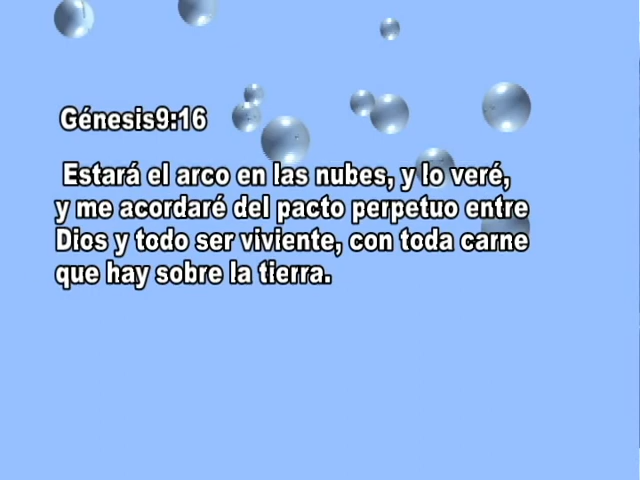 Génesis9:16
Estará el arco en las nubes, y lo veré,
y me acordaré del pacto perpetuo entre
Dios y todo ser viviente, con toda carne
que hay sobre la tierra.